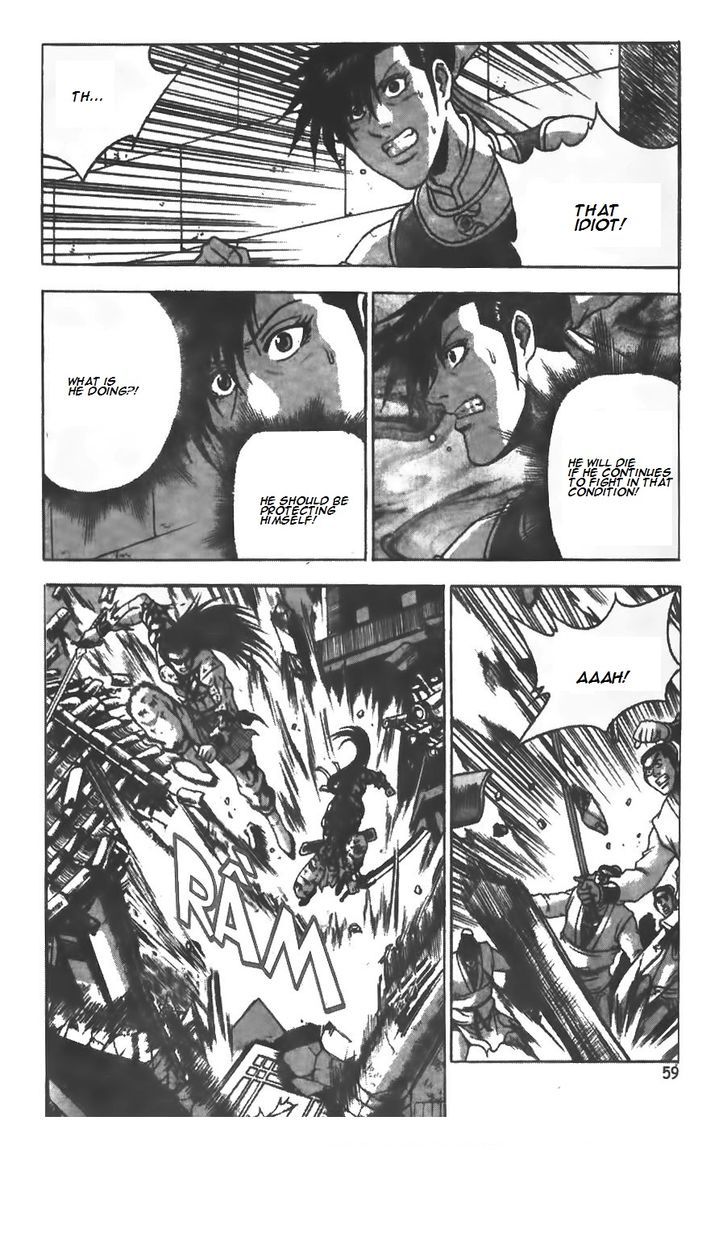 TH...
THAT
IDIOT!
WHAT IS
HE DOING?!
HE SHOULD BE
PROTECTING
HIMSELF!
HE WILL DIE
IF HE CONTINUES
TO FIGHT IN THAT
CONDITION!
RẦM
AAAH!
59